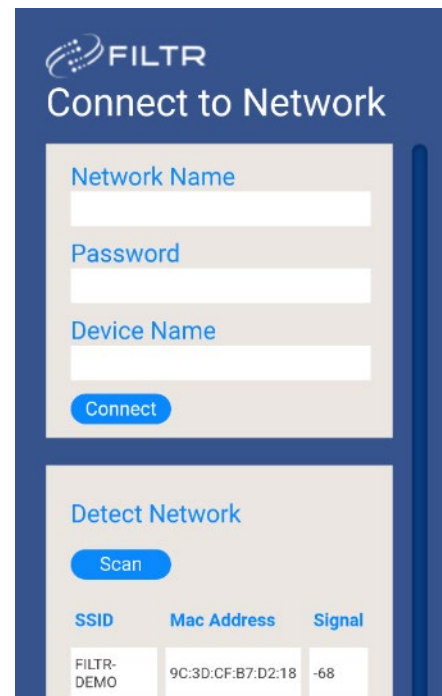 FILTR
Connect to Network
Network Name
Password
Device Name
Connect
Detect Network
Scan
SSID Mac Address Signal
FILTR-
DEMO 9C:3D:CF:B7:D2:18 -68